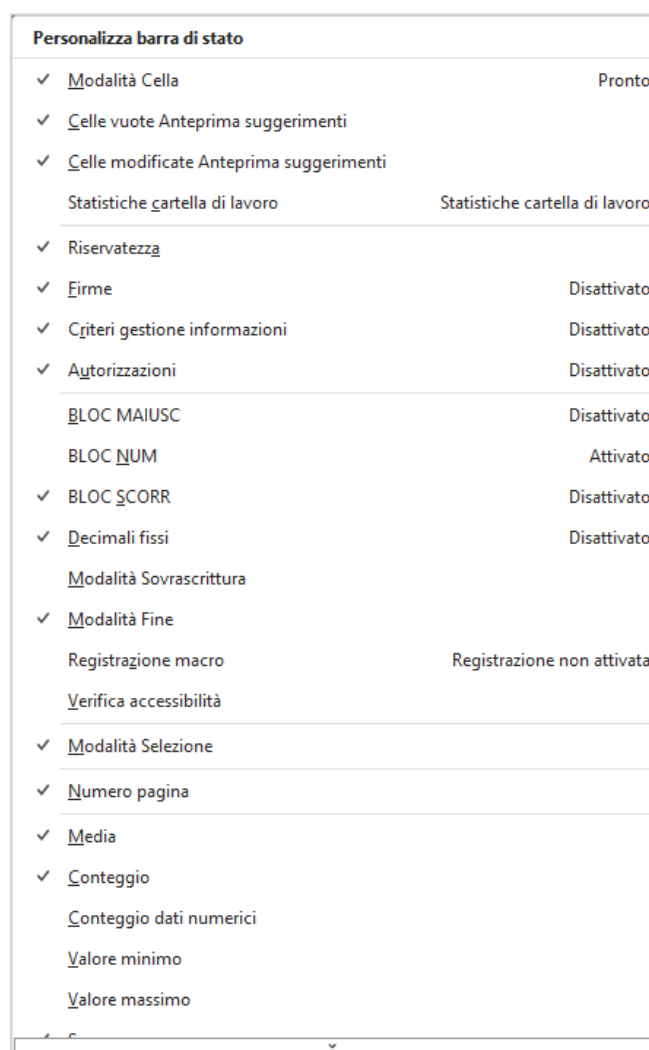 Personalizza barra di stato
Modalità Cella Pronto
Celle vuote Anteprima suggerimenti
Celle modificate Anteprima suggerimenti
Statistiche cartella di lavoro Statistiche cartella di lavoro
Riservatezza
Firme Disattivato
Criteri gestione informazioni Disattivato
Autorizzazioni Disattivato
BLOC MAIUSC Disattivato
BLOC NUM Attivato
BLOC SCORR Disattivato
Decimali fissi Disattivato
Modalità Sovrascrittura
Modalità Fine
Registrazione macro Registrazione non attivata
Verifica accessibilità
Modalità Selezione
Numero pagina
Media
Conteggio
Conteggio dati numerici
Valore minimo
Valore massimo